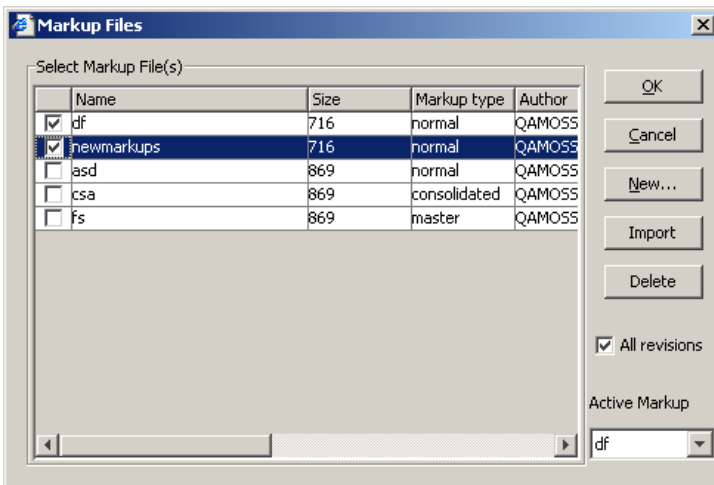 Markup Files
Select Markup File(s)
Name Size Markup type Author
df 716 normal QAMOSS
newmarkups 716 normal QAMOSS
asd 869 normal QAMOSS
csa 869 consolidated QAMOSS
fs 869 master QAMOSS
OK
Cancel
New...
Import
Delete
All revisions
Active Markup
df